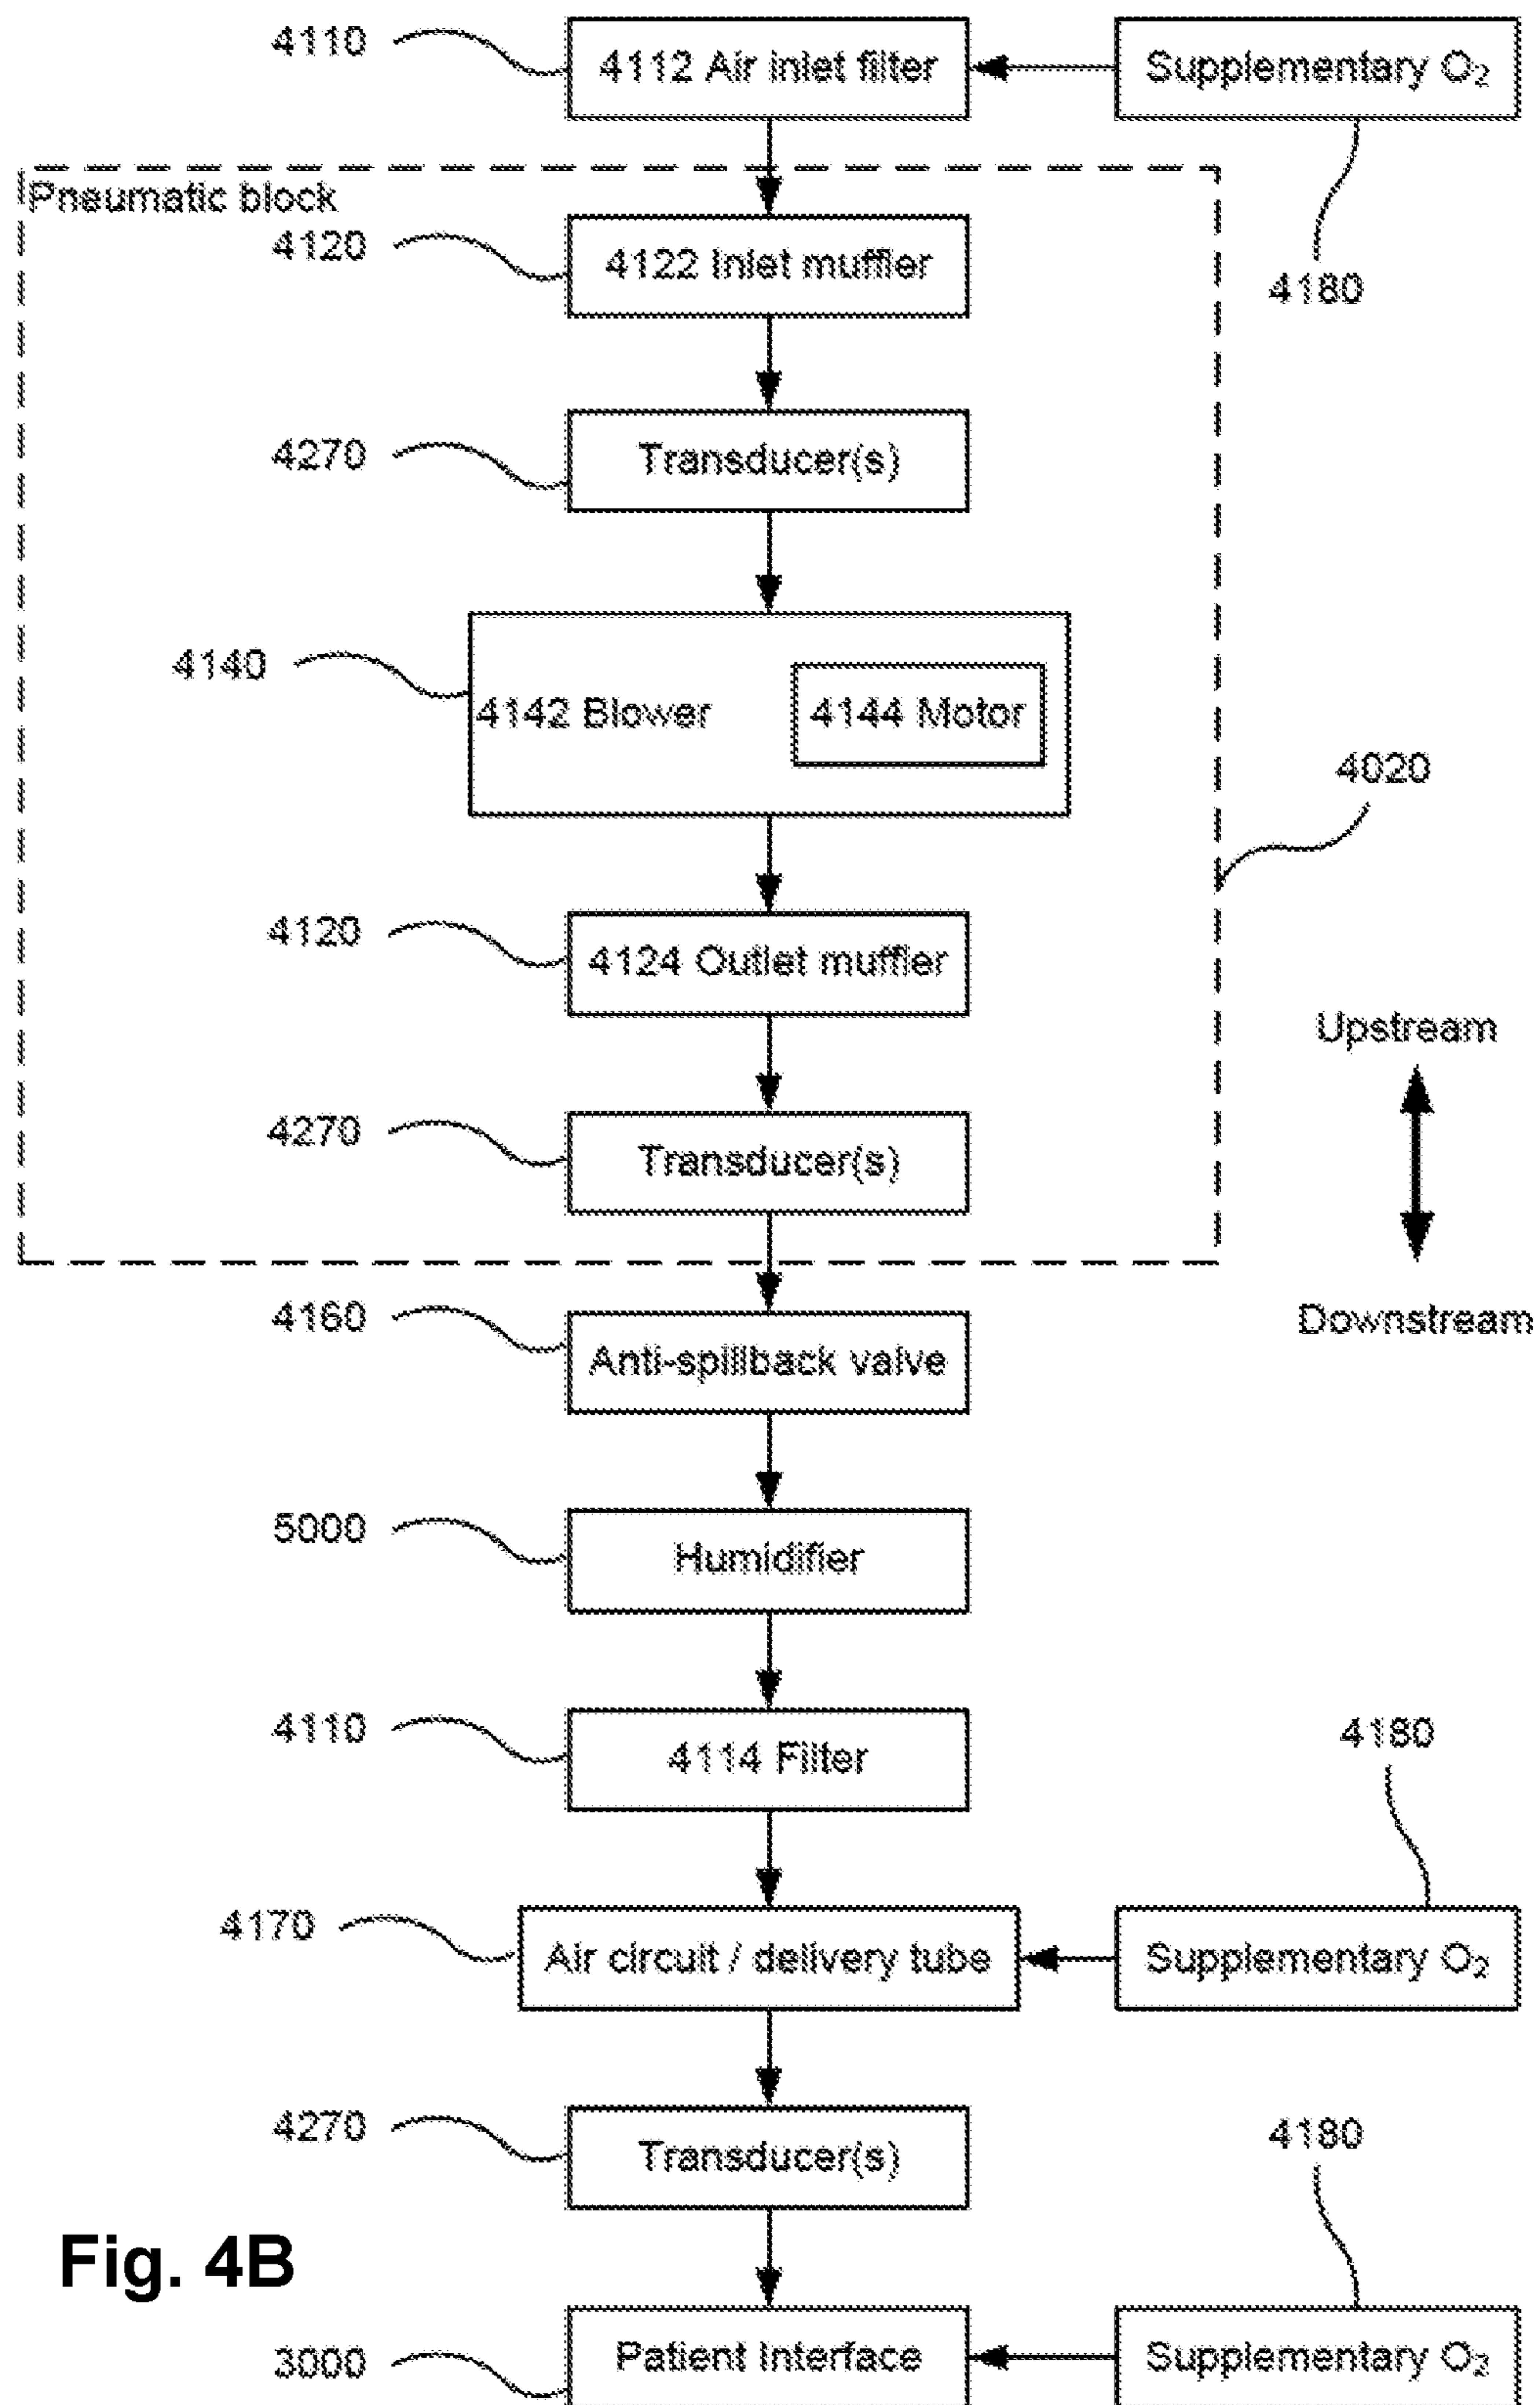 4110
4112 Air inlet filter
Supplementary O₂
Pneumatic block
4120
4122 Inlet muffler
4180
4270
Transducer(s)
4140
4142 Blower
4144 Motor
4020
4120
4124 Outlet muffler
Upstream
4270
Transducer(s)
4160
Anti-spillback valve
Downstream
5000
Humidifier
4110
4114 Filter
4180
4170
Air circuit / delivery tube
Supplementary O₂
4270
Transducer(s)
4180
Fig. 4B
3000
Patient Interface
Supplementary O₂